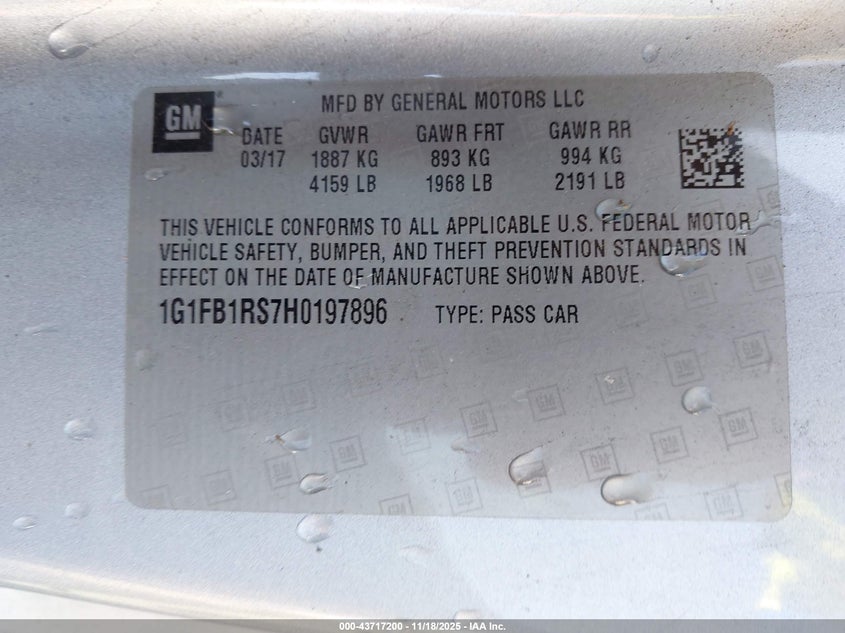 GM
MFD BY GENERAL MOTORS LLC
DATE GVWR GAWR FRT GAWR RR
03/17 1887 KG 893 KG 994 KG
4159 LB 1968 LB 2191 LB
THIS VEHICLE CONFORMS TO ALL APPLICABLE U.S. FEDERAL MOTOR
VEHICLE SAFETY, BUMPER, AND THEFT PREVENTION STANDARDS IN
EFFECT ON THE DATE OF MANUFACTURE SHOWN ABOVE.
1G1FB1RS7H0197896 TYPE: PASS CAR
000-43717200 - 11/18/2025 - IAA Inc.